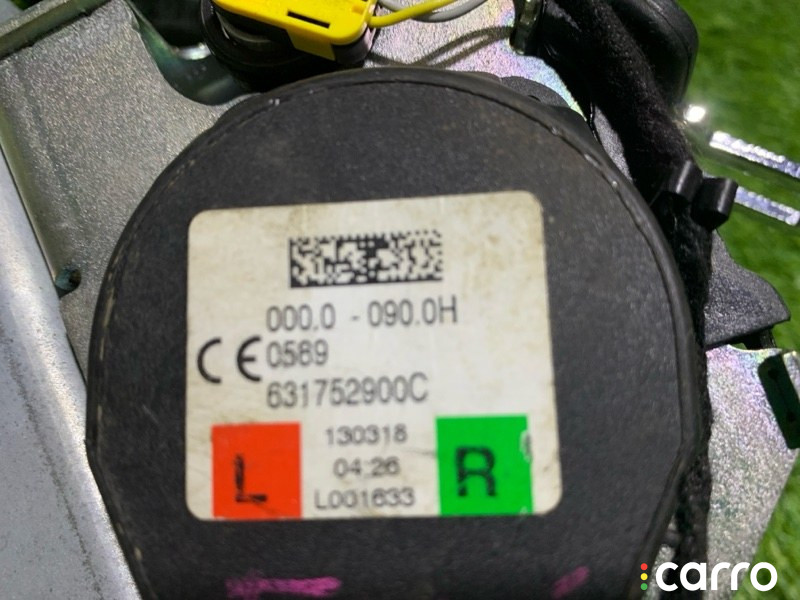 000.0 - 090.0H
CE 0589
631752900C
L
130318
04:26
L001633
R
carro